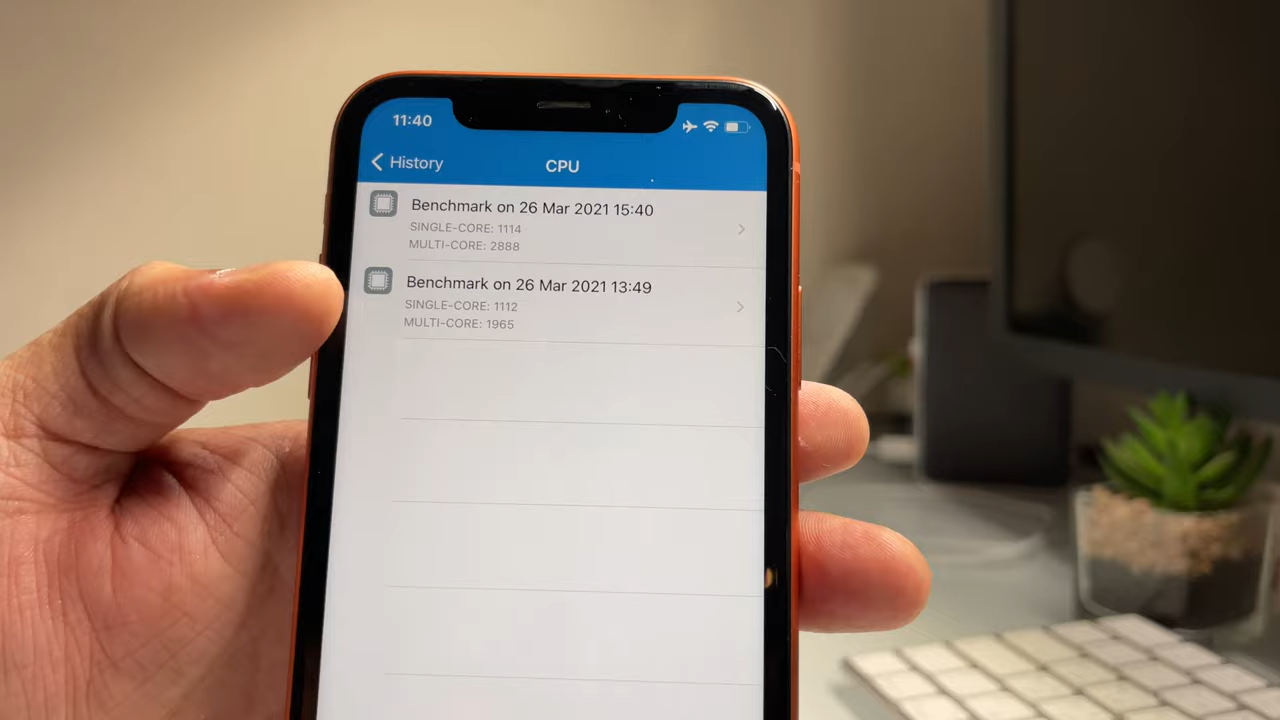 11:40
History
CPU
Benchmark on 26 Mar 2021 15:40
SINGLE-CORE: 1114
MULTI-CORE: 2888
Benchmark on 26 Mar 2021 13:49
SINGLE-CORE: 1112
MULTI-CORE: 1965